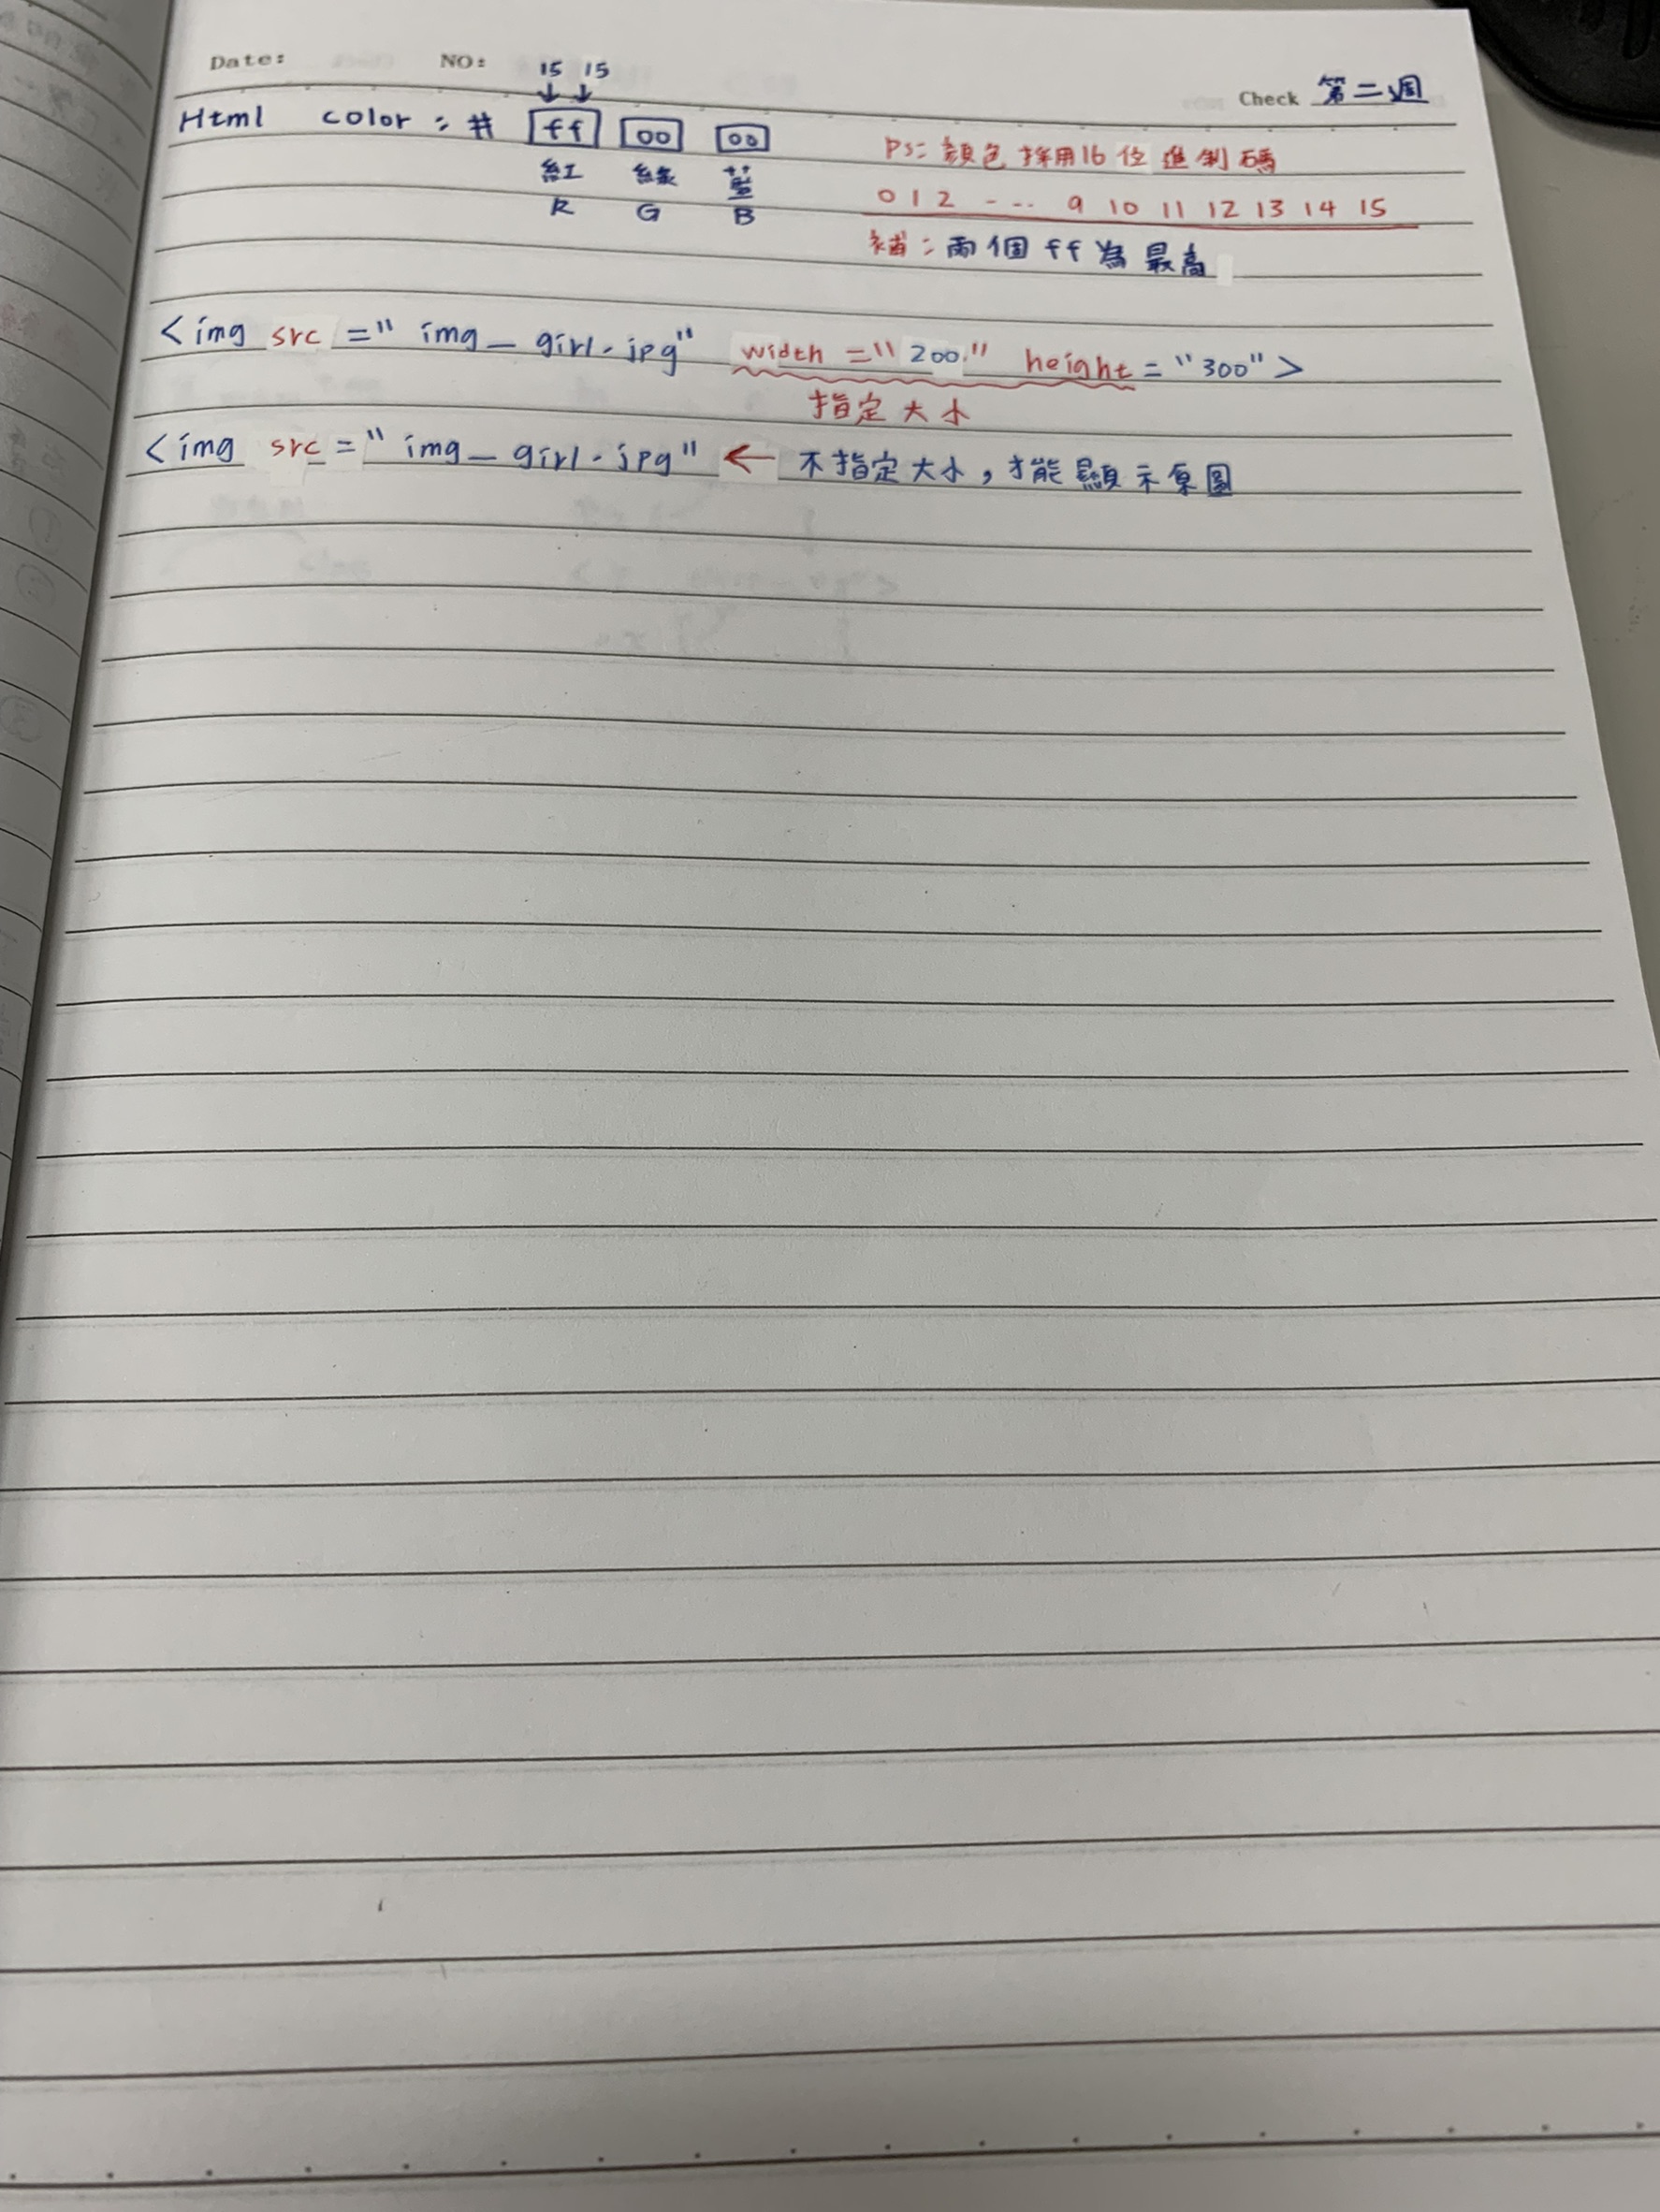 Date: NO: Check 第二週
15 15
Html color : # ff 00 00
紅 綠 藍
R G B
PS: 顏色採用16位進制碼
0 1 2 - - - 9 10 11 12 13 14 15
補: 兩個 ff 為 最高
<img src =" img_girl.jpg" width =" 200." height = "300">
指定大小
<img src =" img_girl.jpg" ← 不指定大小,才能顯示原圖